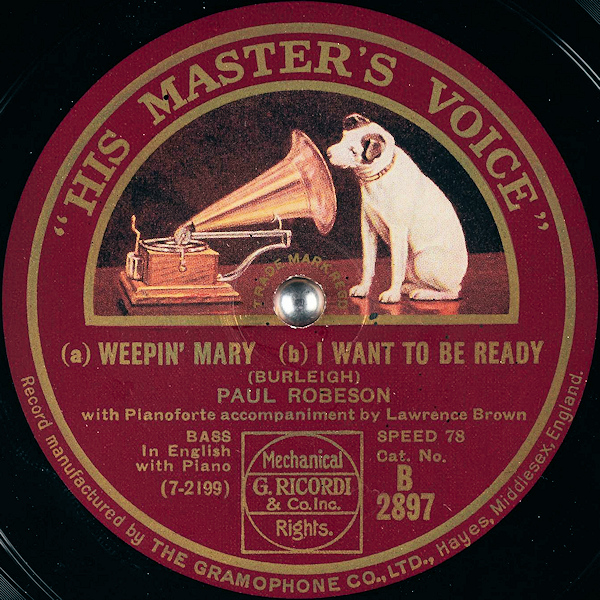 "HIS MASTER'S VOICE"
TRADE MARK
(a) WEEPIN' MARY (b) I WANT TO BE READY
(BURLEIGH)
PAUL ROBESON
with Pianoforte accompaniment by Lawrence Brown
BASS
In English
with Piano
(7-2199)
Mechanical
G. RICORDI
& Co. Inc.
Rights.
SPEED 78
Cat. No.
B
2897
Record manufactured by THE GRAMOPHONE CO., LTD., Hayes, Middlesex, England.